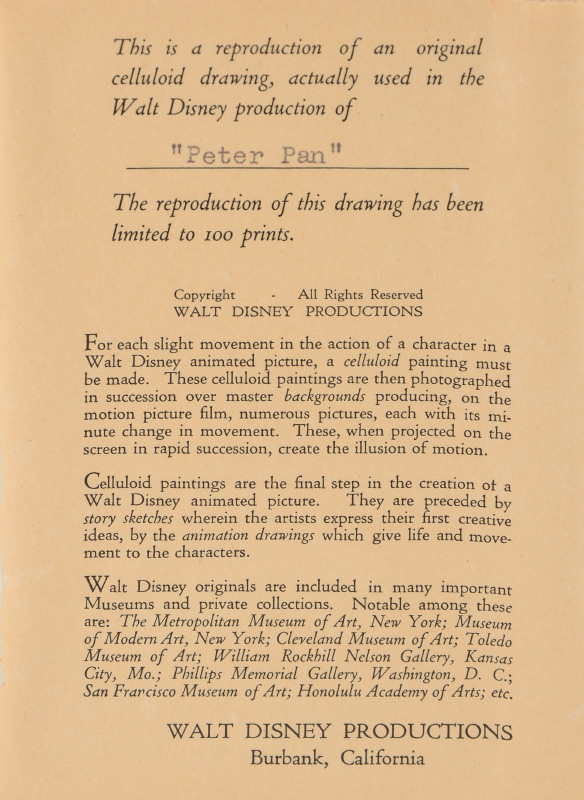 This is a reproduction of an original
celluloid drawing, actually used in the
Walt Disney production of
"Peter Pan"
The reproduction of this drawing has been
limited to 100 prints.
Copyright - All Rights Reserved
WALT DISNEY PRODUCTIONS
For each slight movement in the action of a character in a
Walt Disney animated picture, a celluloid painting must
be made. These celluloid paintings are then photographed
in succession over master backgrounds producing, on the
motion picture film, numerous pictures, each with its mi-
nute change in movement. These, when projected on the
screen in rapid succession, create the illusion of motion.
Celluloid paintings are the final step in the creation of a
Walt Disney animated picture. They are preceded by
story sketches wherein the artists express their first creative
ideas, by the animation drawings which give life and move-
ment to the characters.
Walt Disney originals are included in many important
Museums and private collections. Notable among these
are: The Metropolitan Museum of Art, New York; Museum
of Modern Art, New York; Cleveland Museum of Art; Toledo
Museum of Art; William Rockhill Nelson Gallery, Kansas
City, Mo.; Phillips Memorial Gallery, Washington, D. C.;
San Francisco Museum of Art; Honolulu Academy of Arts; etc.
WALT DISNEY PRODUCTIONS
Burbank, California